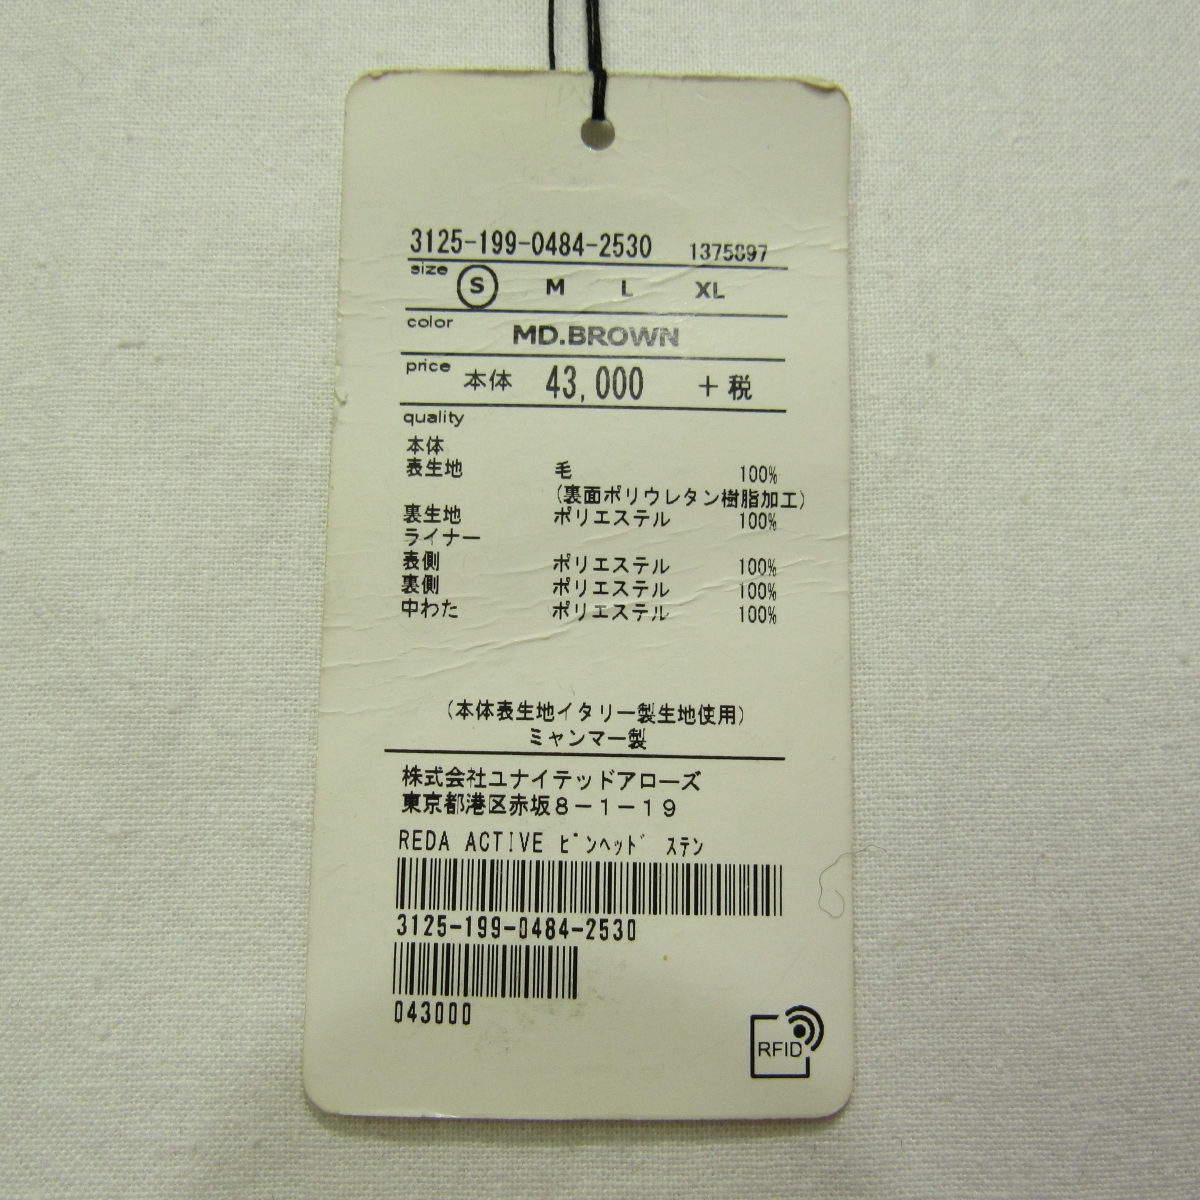 3125-199-0484-2530 1375897
size S M L XL
color MD.BROWN
price 本体 43,000 +税
quality
本体
表生地 毛 100%
(裏面ポリウレタン樹脂加工)
裏生地 ポリエステル 100%
ライナー
表側 ポリエステル 100%
裏側 ポリエステル 100%
中わた ポリエステル 100%
(本体表生地イタリー製生地使用)
ミャンマー製
株式会社ユナイテッドアローズ
東京都港区赤坂8-1-19
REDA ACTIVE ピンヘッド ステン
3125-199-0484-2530
043000
RFID